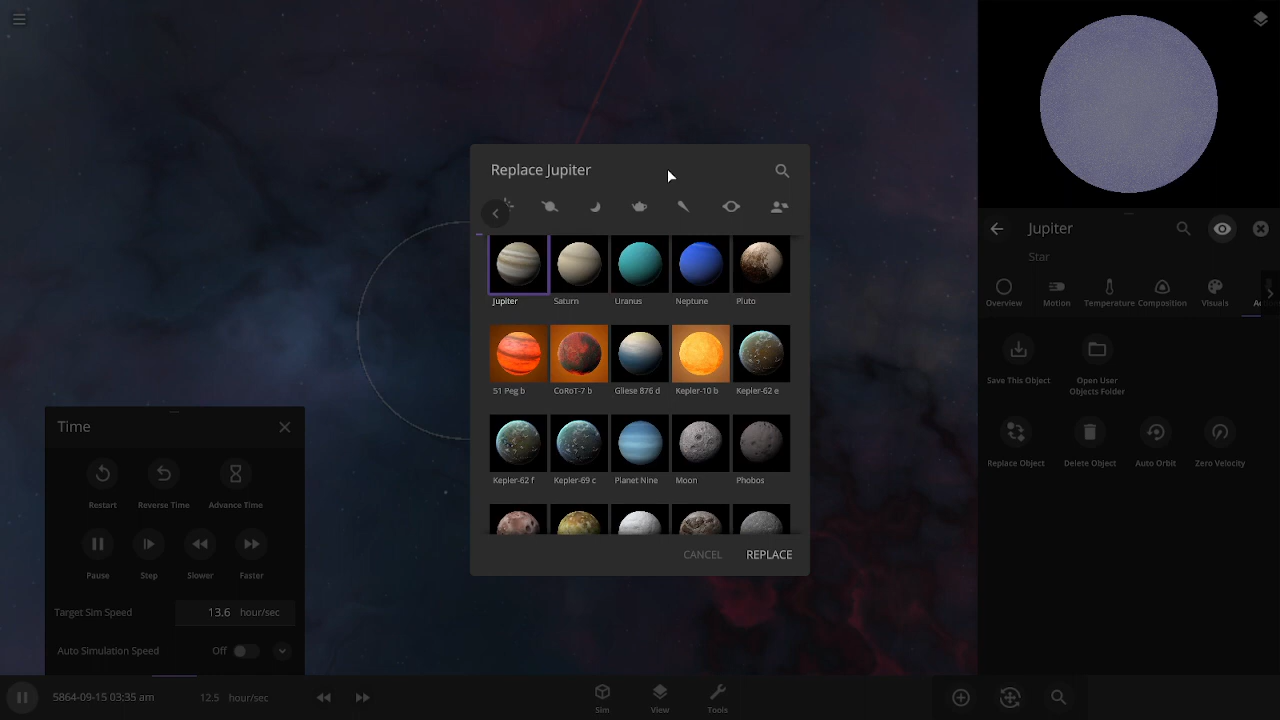 Replace Jupiter
Jupiter
Saturn
Uranus
Neptune
Pluto
51 Peg b
CoRoT-7 b
Gliese 876 d
Kepler-10 b
Kepler-62 e
Kepler-62 f
Kepler-69 c
Planet Nine
Moon
Phobos
CANCEL
REPLACE
Jupiter
Star
Overview
Motion
Temperature
Composition
Visuals
Save This Object
Open User
Objects Folder
Replace Object
Delete Object
Auto Orbit
Zero Velocity
Time
Restart
Reverse Time
Advance Time
Pause
Step
Slower
Faster
Target Sim Speed
13.6 hour/sec
Auto Simulation Speed
Off
5864-09-15 03:35 am
12.5 hour/sec
Sim
View
Tools